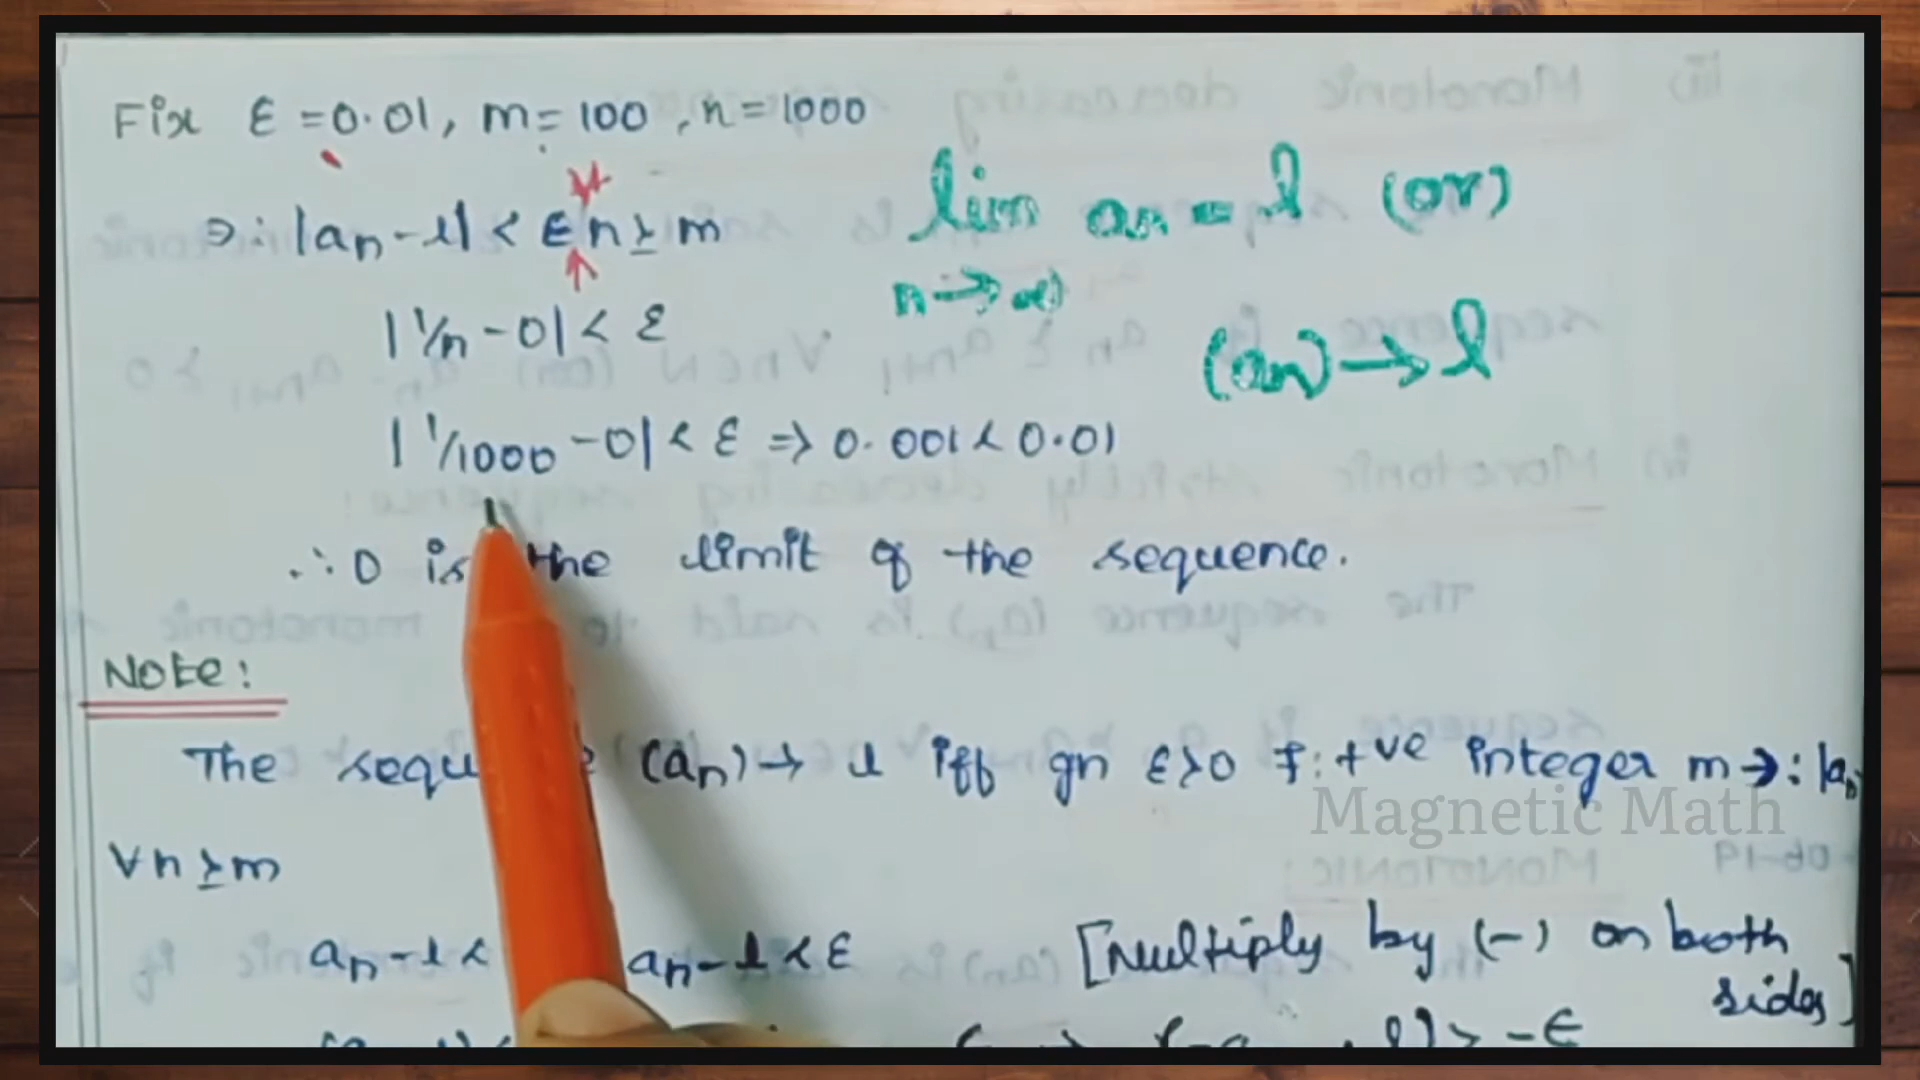 Fix ε = 0.01, m = 100, n = 1000
∋: |aₙ - l| < ε n ≥ m
lim aₙ = l (or)
n → ∞
|1/n - 0| < ε
(aₙ) → l
|1/1000 - 0| < ε ⇒ 0.001 < 0.01
∴ 0 is the limit of the sequence.
Note:
The (aₙ) → l iff gn ε>0 ∃: +ve integer m ∋: |aₙ
Magnetic Math
∀ n ≥ m
aₙ - l < aₙ - l < ε [Multiply by (-) on both
sides]
l) > -ε